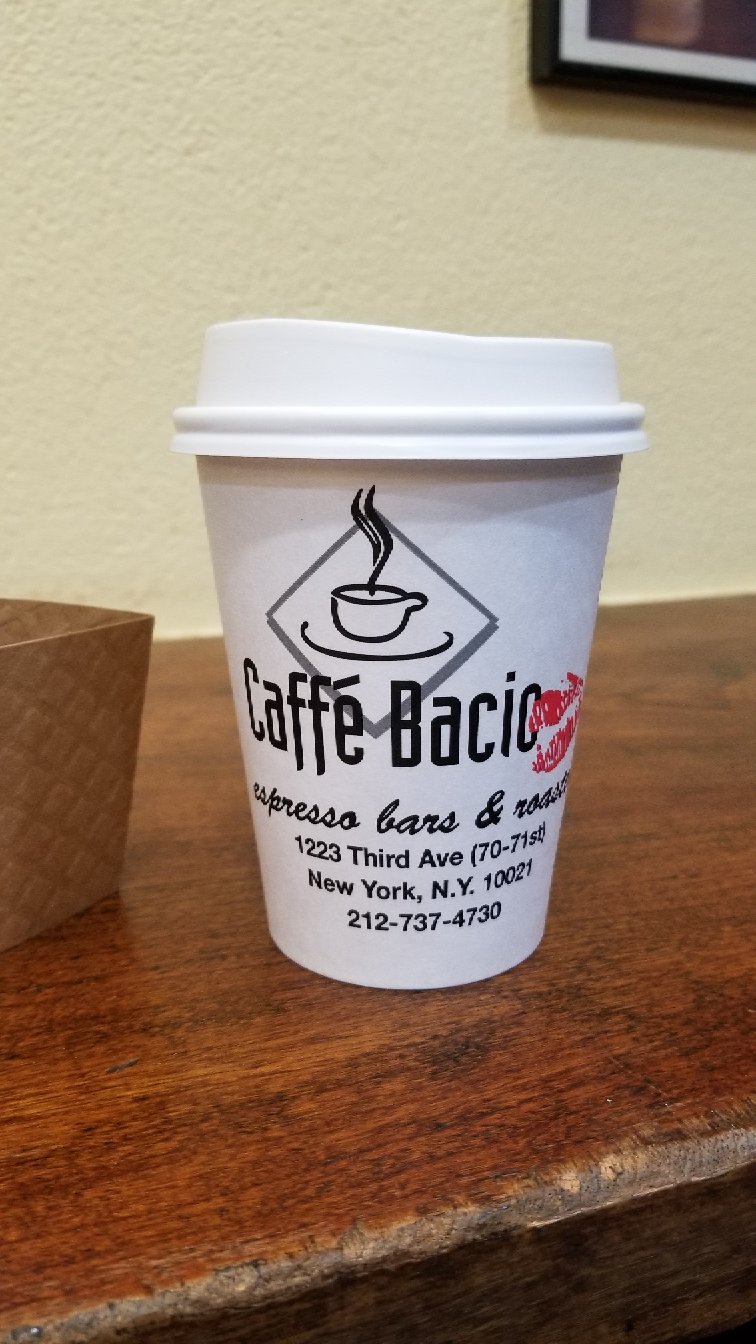 Caffé Bacio
espresso bars &
1223 Third Ave (70-71st)
New York, N.Y. 10021
212-737-4730